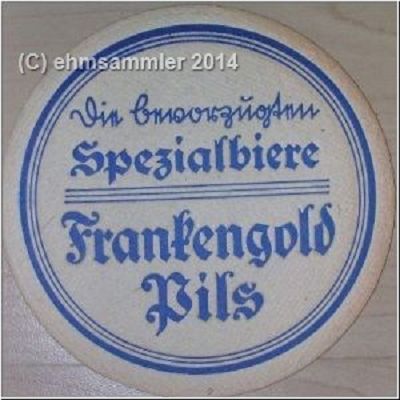 (C) ehmsammler 2014
Die bevorzugten
Spezialbiere
Frankengold
Pils